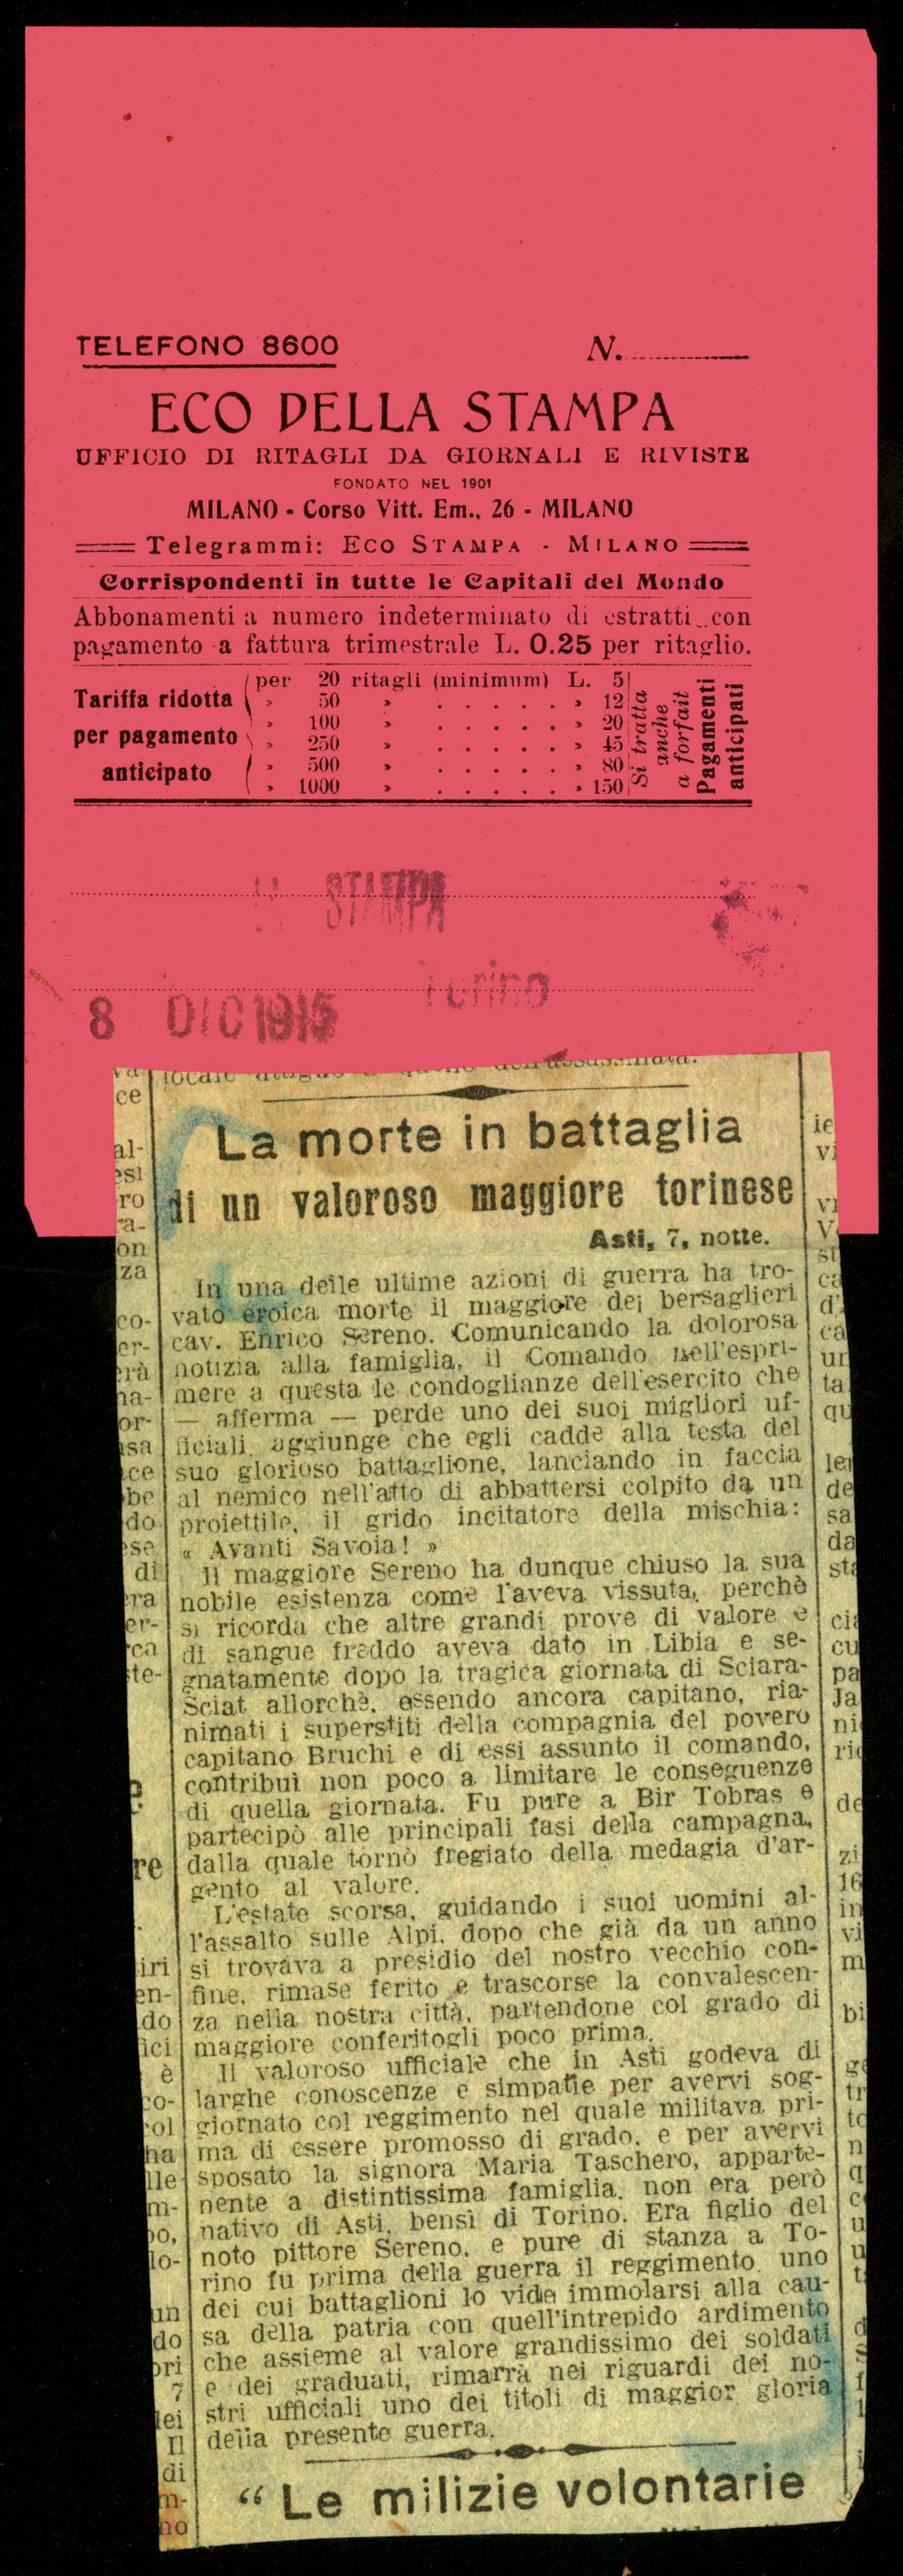 TELEFONO 8600
N.
ECO DELLA STAMPA
UFFICIO DI RITAGLI DA GIORNALI E RIVISTE
FONDATO NEL 1901
MILANO - Corso Vitt. Em., 26 - MILANO
Telegrammi: ECO STAMPA - MILANO
Corrispondenti in tutte le Capitali del Mondo
Abbonamenti a numero indeterminato di estratti con
pagamento a fattura trimestrale L. 0.25 per ritaglio.
Tariffa ridotta
per pagamento
anticipato
per 20 ritagli (minimum) L. 5
» 50 » . . . . . . » 12
» 100 » . . . . . . » 20
» 250 » . . . . . . » 45
» 500 » . . . . . . » 80
» 1000 » . . . . . . » 150
Si tratta
anche
a forfait
Pagamenti
anticipati
STAMPA
Torino
8 DIC 1915
La morte in battaglia
di un valoroso maggiore torinese
Asti, 7, notte.
In una delle ultime azioni di guerra ha tro-
vato eroica morte il maggiore dei bersaglieri
cav. Enrico Sereno. Comunicando la dolorosa
notizia alla famiglia, il Comando nell'espri-
mere a questa le condoglianze dell'esercito che
— afferma — perde uno dei suoi migliori uf-
ficiali, aggiunge che egli cadde alla testa del
suo glorioso battaglione, lanciando in faccia
al nemico nell'atto di abbattersi colpito da un
proiettile, il grido incitatore della mischia:
« Avanti Savoia! »
Il maggiore Sereno ha dunque chiuso la sua
nobile esistenza come l'aveva vissuta, perchè
si ricorda che altre grandi prove di valore e
di sangue freddo aveva dato in Libia e se-
gnatamente dopo la tragica giornata di Sciara-
Sciat allorchè, essendo ancora capitano, ria-
nimati i superstiti della compagnia del povero
capitano Bruchi e di essi assunto il comando,
contribuì non poco a limitare le conseguenze
di quella giornata. Fu pure a Bir Tobras e
partecipò alle principali fasi della campagna,
dalla quale tornò fregiato della medagia d'ar-
gento al valore.
L'estate scorsa, guidando i suoi uomini al-
l'assalto sulle Alpi, dopo che già da un anno
si trovava a presidio del nostro vecchio con-
fine, rimase ferito e trascorse la convalescen-
za nella nostra città, partendone col grado di
maggiore conferitogli poco prima.
Il valoroso ufficiale che in Asti godeva di
larghe conoscenze e simpatie per avervi sog-
giornato col reggimento nel quale militava pri-
ma di essere promosso di grado, e per avervi
sposato la signora Maria Taschero, apparte-
nente a distintissima famiglia, non era però
nativo di Asti, bensì di Torino. Era figlio del
noto pittore Sereno, e pure di stanza a To-
rino fu prima della guerra il reggimento uno
dei cui battaglioni lo vide immolarsi alla cau-
sa della patria con quell'intrepido ardimento
che assieme al valore grandissimo dei soldati
e dei graduati, rimarrà nei riguardi dei no-
stri ufficiali uno dei titoli di maggior gloria
della presente guerra.
“ Le milizie volontarie